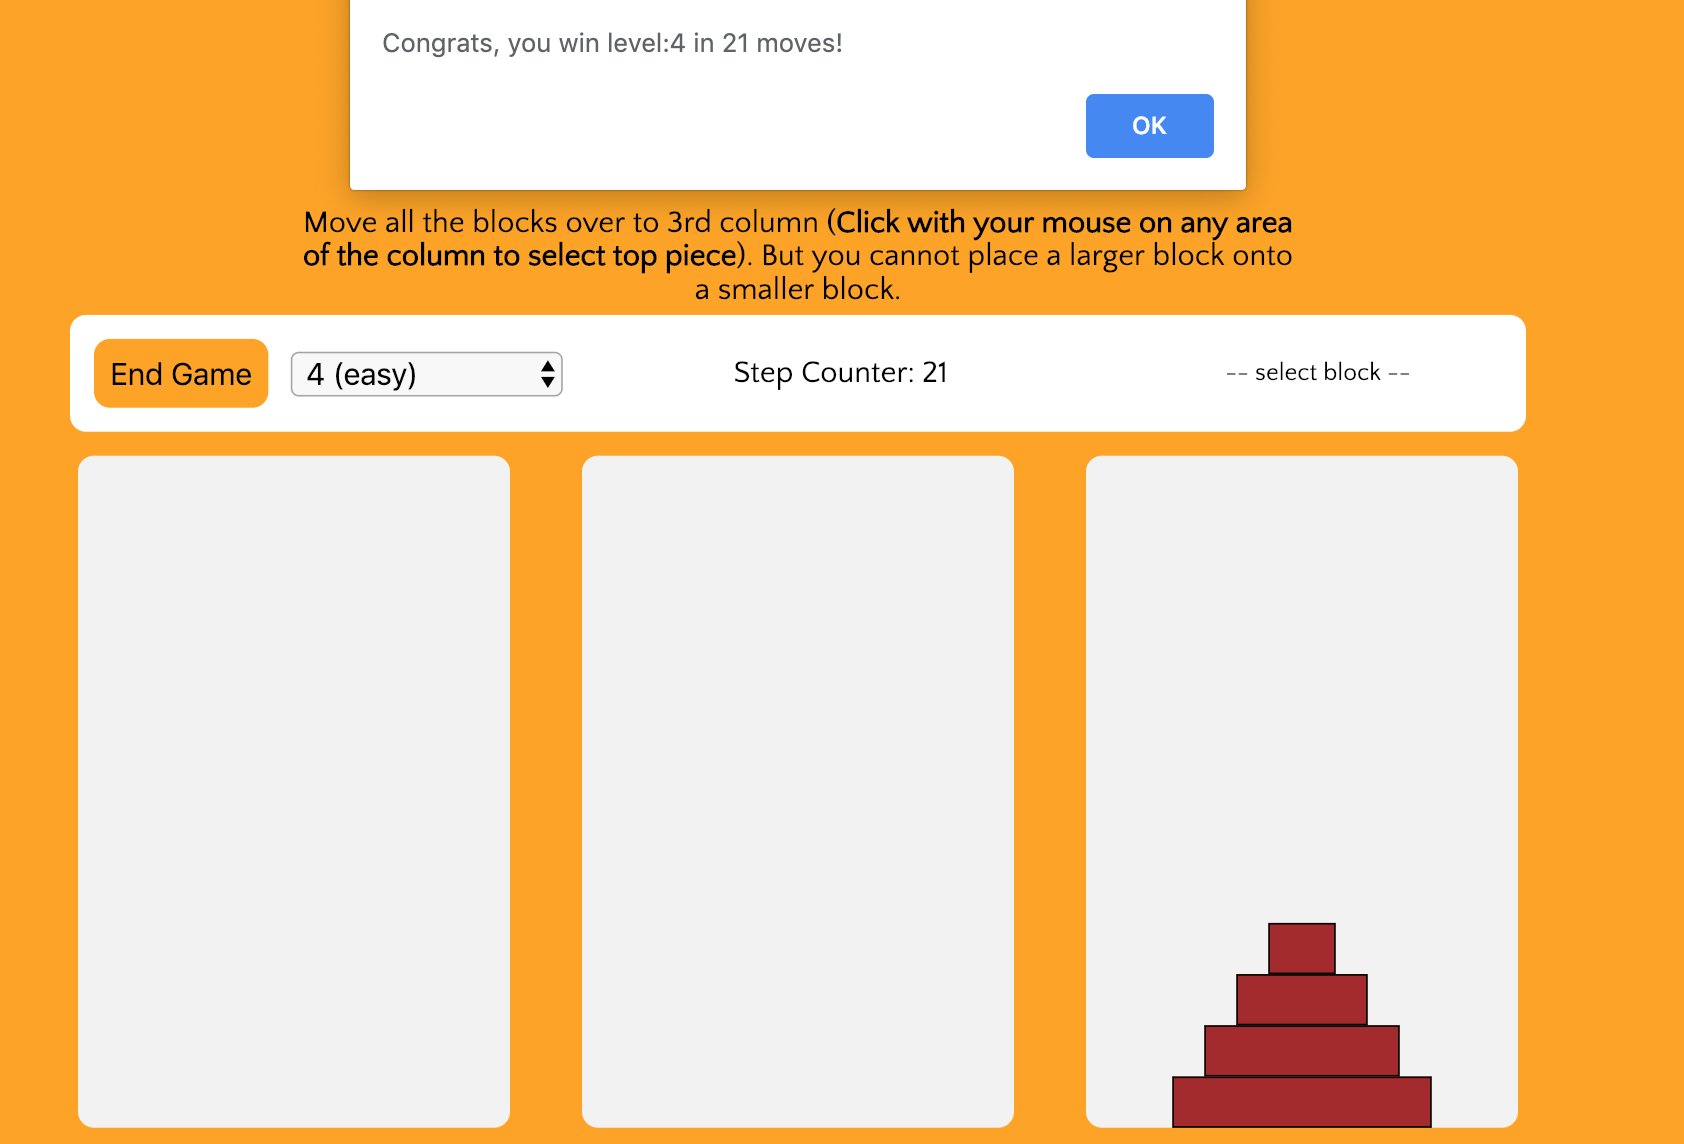 Congrats, you win level:4 in 21 moves!
OK
Move all the blocks over to 3rd column (Click with your mouse on any area
of the column to select top piece). But you cannot place a larger block onto
a smaller block.
End Game
4 (easy)
Step Counter: 21
-- select block --